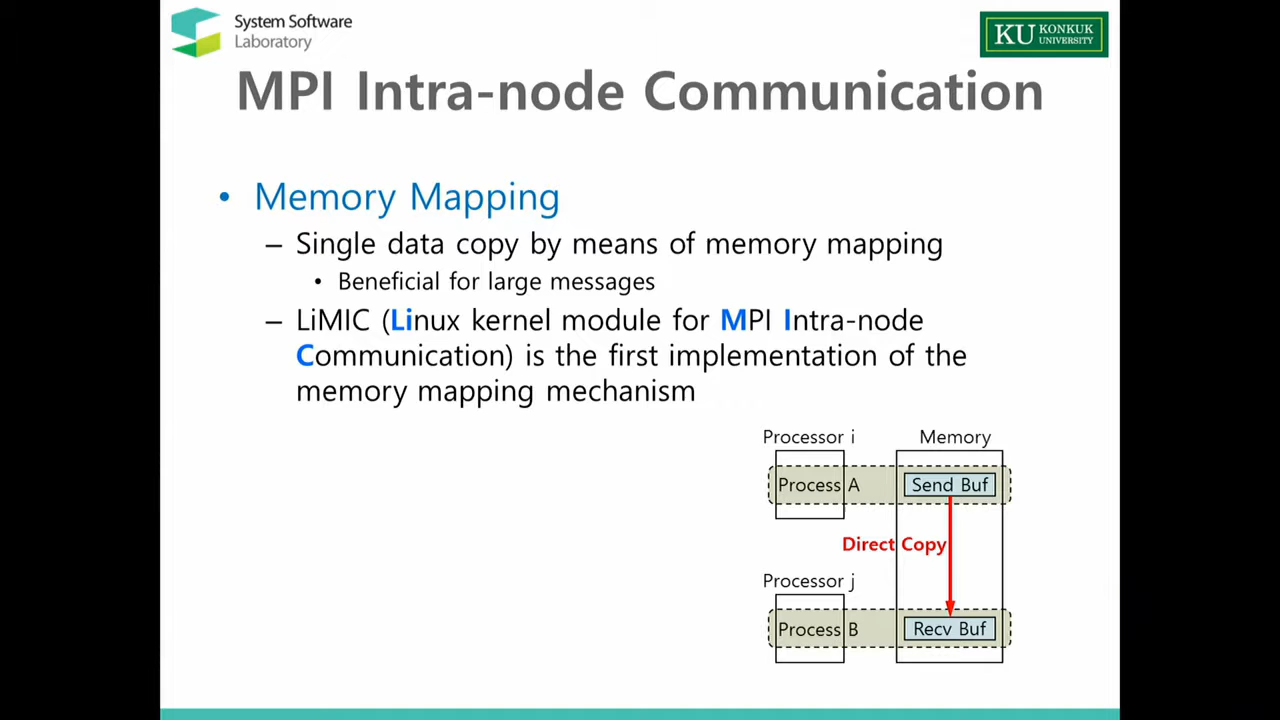 System Software
Laboratory
KU KONKUK
UNIVERSITY
MPI Intra-node Communication
• Memory Mapping
– Single data copy by means of memory mapping
• Beneficial for large messages
– LiMIC (Linux kernel module for MPI Intra-node
Communication) is the first implementation of the
memory mapping mechanism
Processor i
Memory
Process A
Send Buf
Direct Copy
Processor j
Process B
Recv Buf